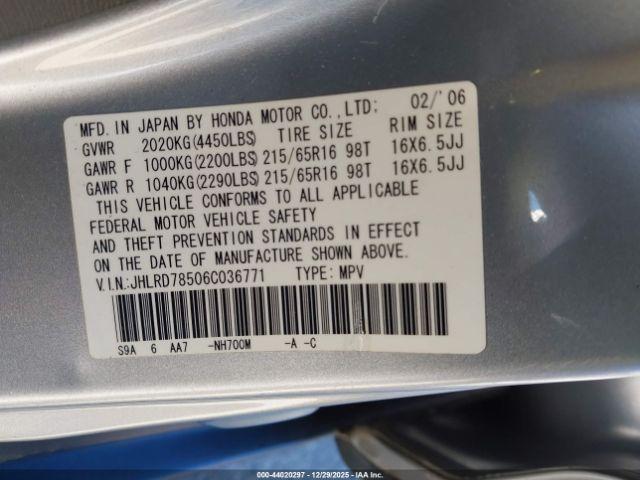 MFD. IN JAPAN BY HONDA MOTOR CO., LTD: 02/'06
GVWR 2020KG(4450LBS) TIRE SIZE RIM SIZE
GAWR F 1000KG(2200LBS) 215/65R16 98T 16X6.5JJ
GAWR R 1040KG(2290LBS) 215/65R16 98T 16X6.5JJ
THIS VEHICLE CONFORMS TO ALL APPLICABLE
FEDERAL MOTOR VEHICLE SAFETY
AND THEFT PREVENTION STANDARDS IN EFFECT
ON THE DATE OF MANUFACTURE SHOWN ABOVE.
V.I.N.:JHLRD78506C036771 TYPE: MPV
S9A 6 AA7 -NH700M -A -C
44020297 - 12/29/2025 - IAAI.com